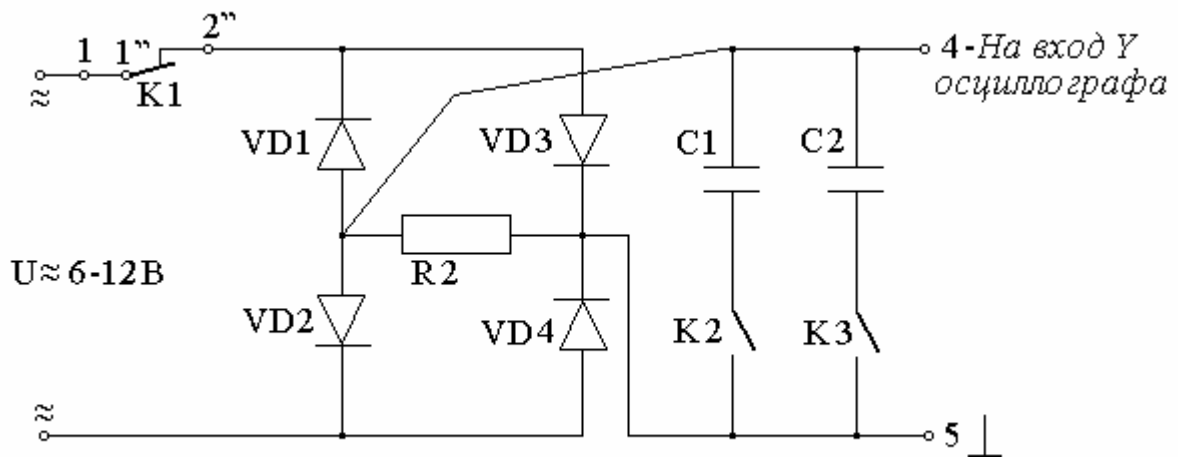 1 1” 2”
K1
4-На вход Y
осциллографа
VD1
VD3
C1
C2
U≈6-12В
R2
VD2
VD4
K2
K3
5